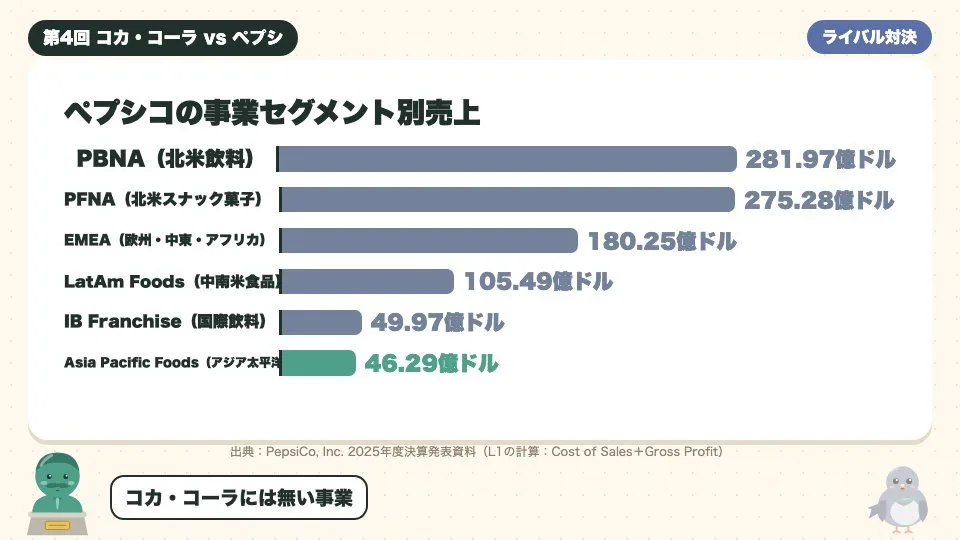 第4回 コカ・コーラ vs ペプシ
ライバル対決
ペプシコの事業セグメント別売上
PBNA（北米飲料） 281.97億ドル
PFNA（北米スナック菓子） 275.28億ドル
EMEA（欧州・中東・アフリカ） 180.25億ドル
LatAm Foods（中南米食品） 105.49億ドル
IB Franchise（国際飲料） 49.97億ドル
Asia Pacific Foods（アジア太平洋 46.29億ドル
出典：PepsiCo, Inc. 2025年度決算発表資料（L1の計算：Cost of Sales＋Gross Profit）
コカ・コーラには無い事業